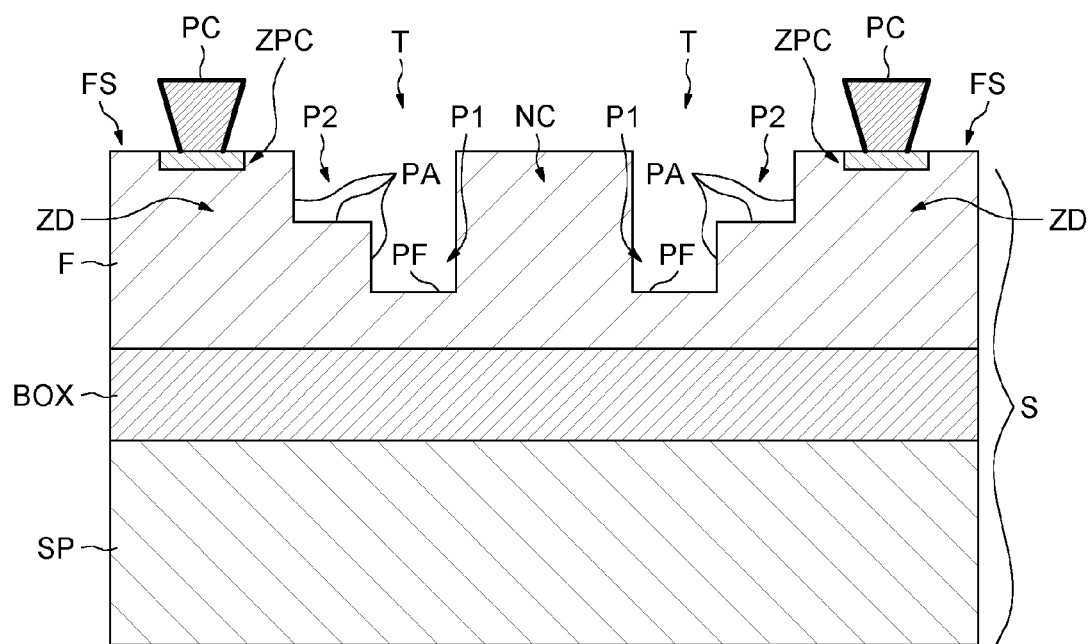 PC ZPC T T PC
FS FS
P2 P1 NC P1 P2 ZPC
PA PA
ZD ZD
F PF PF
BOX S
SP